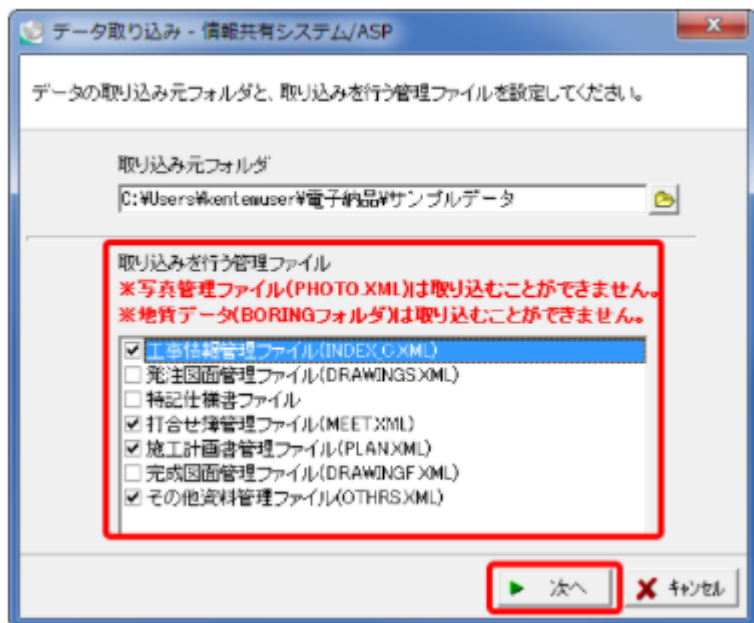 データ取り込み - 情報共有システム/ASP
データの取り込み元フォルダと、取り込みを行う管理ファイルを設定してください。
取り込み元フォルダ
C:¥Users¥kentemuser¥電子納品¥サンプルデータ
取り込みを行う管理ファイル
※写真管理ファイル(PHOTO.XML)は取り込むことができません。
※地質データ(BORINGフォルダ)は取り込むことができません。
工事情報管理ファイル(INDEX_C.XML)
発注図面管理ファイル(DRAWINGS.XML)
特記仕様書ファイル
打合せ簿管理ファイル(MEET.XML)
施工計画書管理ファイル(PLAN.XML)
完成図面管理ファイル(DRAWINGF.XML)
その他資料管理ファイル(OTHRS.XML)
次へ キャンセル